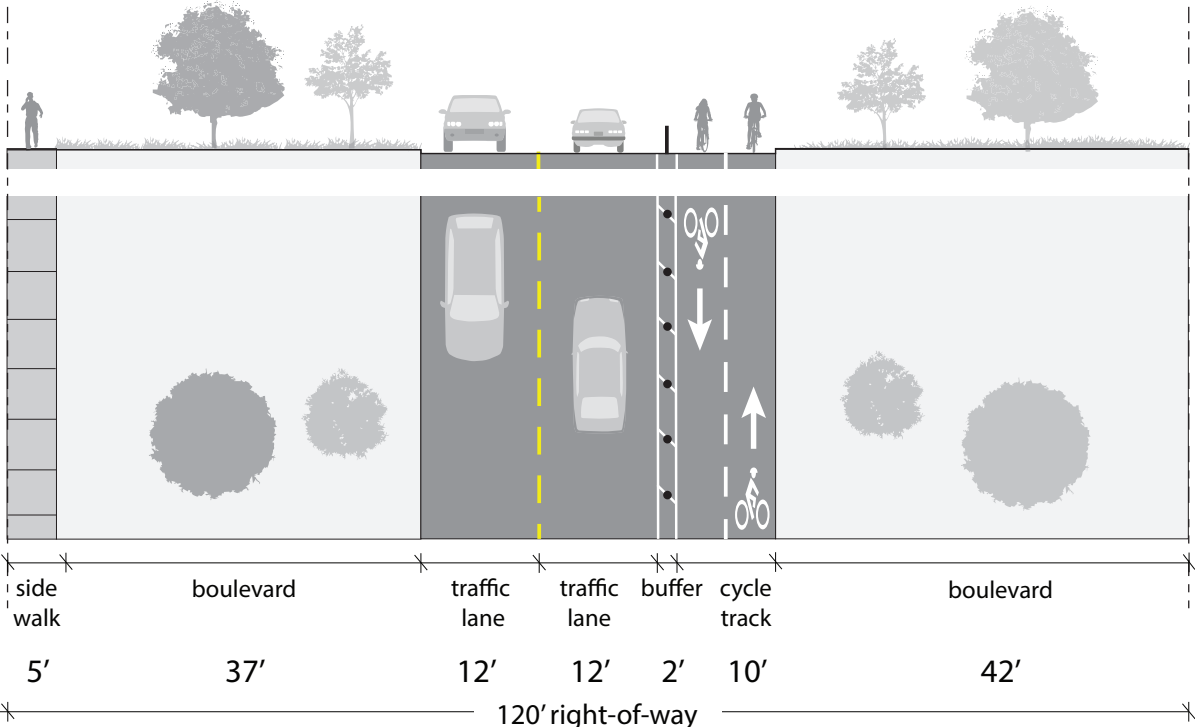 side boulevard traffic traffic buffer cycle boulevard
walk lane lane track
5′ 37′ 12′ 12′ 2′ 10′ 42′
120′ right-of-way